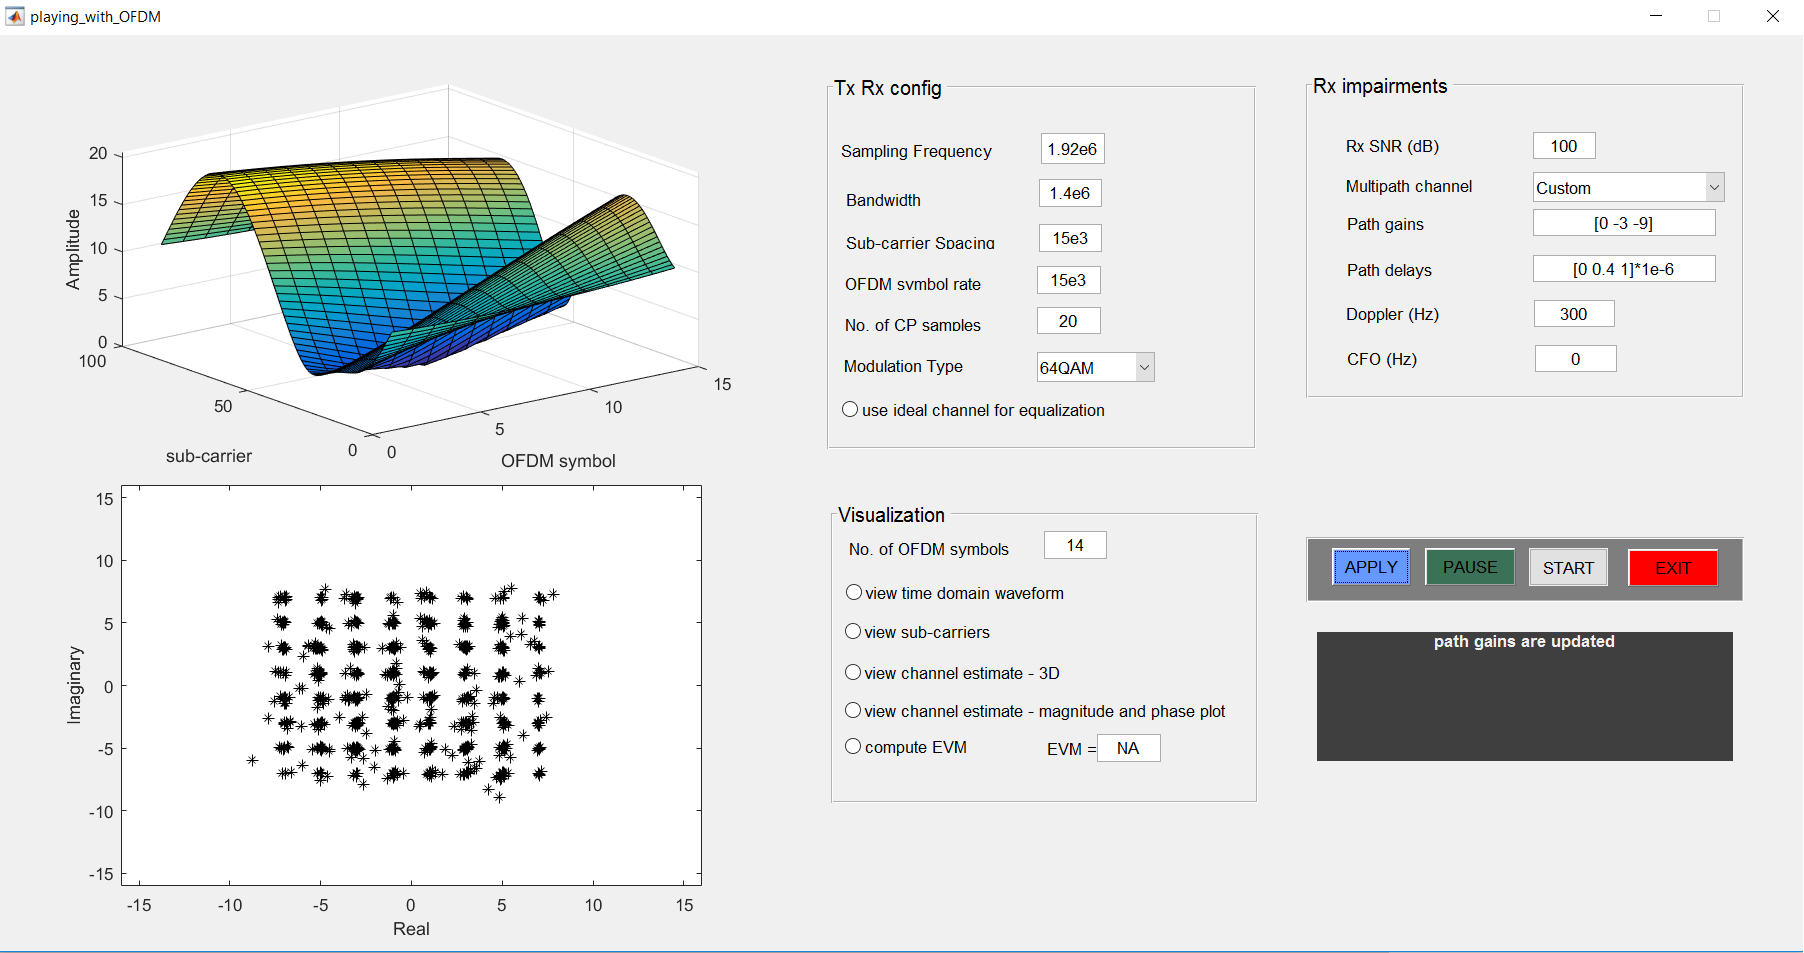 playing_with_OFDM
20
15
10
5
0
Amplitude
100
50
0
sub-carrier
0
5
10
15
OFDM symbol
15
10
5
0
-5
-10
-15
Imaginary
-15
-10
-5
0
5
10
15
Real
Tx Rx config
Sampling Frequency 1.92e6
Bandwidth 1.4e6
Sub-carrier Spacing 15e3
OFDM symbol rate 15e3
No. of CP samples 20
Modulation Type 64QAM
use ideal channel for equalization
Visualization
No. of OFDM symbols 14
view time domain waveform
view sub-carriers
view channel estimate - 3D
view channel estimate - magnitude and phase plot
compute EVM EVM = NA
Rx impairments
Rx SNR (dB) 100
Multipath channel Custom
Path gains [0 -3 -9]
Path delays [0 0.4 1]*1e-6
Doppler (Hz) 300
CFO (Hz) 0
APPLY PAUSE START EXIT
path gains are updated